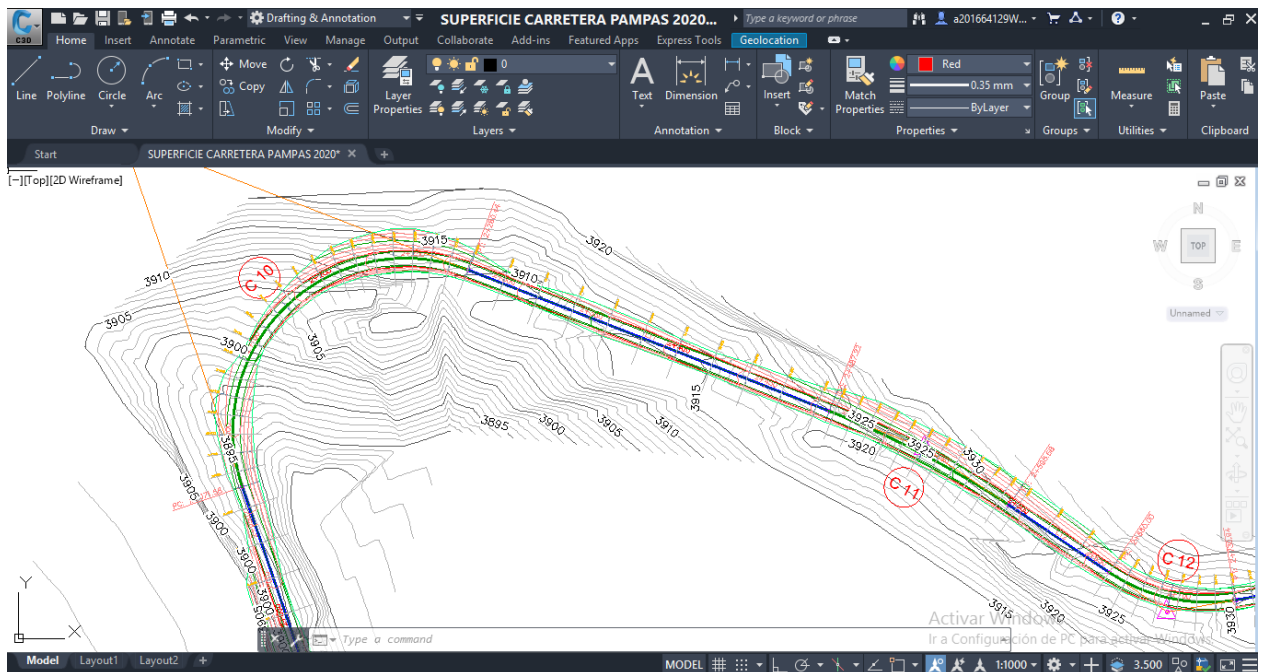 C3D
Drafting & Annotation
SUPERFICIE CARRETERA PAMPAS 2020...
Type a keyword or phrase
a201664129W...
Home Insert Annotate Parametric View Manage Output Collaborate Add-ins Featured Apps Express Tools Geolocation
Line Polyline Circle Arc
Move
Copy
Layer
Properties
0
Text Dimension
Insert
Match
Properties
Red
0.35 mm
ByLayer
Group
Measure
Paste
Draw Modify Layers Annotation Block Properties Groups Utilities Clipboard
Start SUPERFICIE CARRETERA PAMPAS 2020*
[−][Top][2D Wireframe]
N
W TOP E
S
Unnamed
3915
3920
3910
3910
C 10
3905
3900
3905
3915
3925
3925
3920
3930
3895
3900
3905
3910
3895
3905
C 11
3900
3900
3900
3905
C 12
3915
3920
3925
3930
Y
X
Activar Windows
Ir a Configuración de PC para activar Windows.
Type a command
Model Layout1 Layout2 +
MODEL 1:1000 3.500